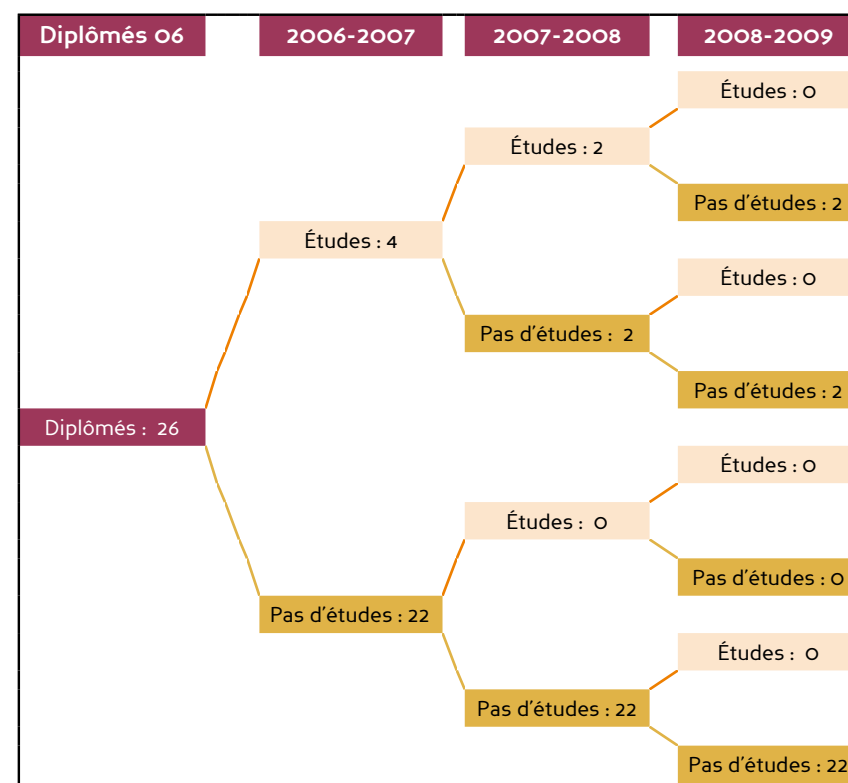 Diplômés 06 2006-2007 2007-2008 2008-2009
Études : 0
Études : 2
Pas d'études : 2
Études : 4
Études : 0
Pas d'études : 2
Pas d'études : 2
Diplômés : 26
Études : 0
Études : 0
Pas d'études : 0
Pas d'études : 22
Études : 0
Pas d'études : 22
Pas d'études : 22